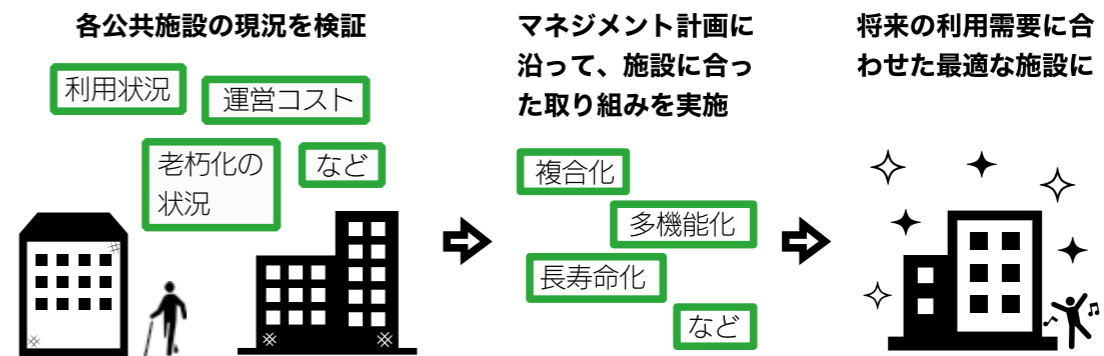 各公共施設の現況を検証
利用状況
運営コスト
老朽化の
状況
など
マネジメント計画に
沿って、施設に合っ
た取り組みを実施
複合化
多機能化
長寿命化
など
将来の利用需要に合
わせた最適な施設に